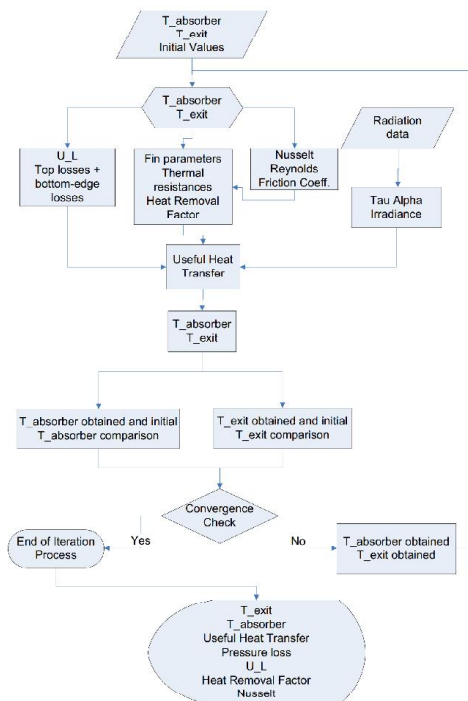 T_absorber
T_exit
Initial Values
T_absorber
T_exit
U_L
Top losses +
bottom-edge
losses
Fin parameters
Thermal
resistances
Heat Removal
Factor
Nusselt
Reynolds
Friction Coeff.
Radiation
data
Tau Alpha
Irradiance
Useful Heat
Transfer
T_absorber
T_exit
T_absorber obtained and initial
T_absorber comparison
T_exit obtained and initial
T_exit comparison
Convergence
Check
End of Iteration
Process
Yes
No
T_absorber obtained
T_exit obtained
T_exit
T_absorber
Useful Heat Transfer
Pressure loss
U_L
Heat Removal Factor
Nusselt